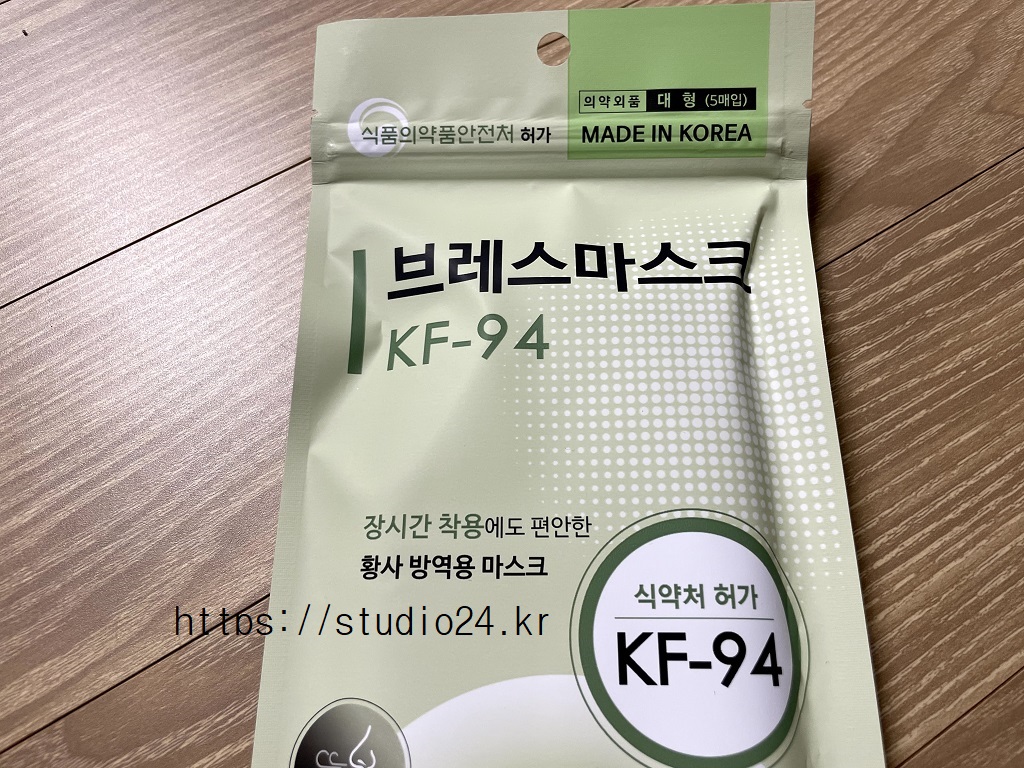 의약외품 대 형 (5매입)
식품의약품안전처 허가
MADE IN KOREA
브레스마스크
KF-94
장시간 착용에도 편안한
황사 방역용 마스크
https://studio24.kr
식약처 허가
KF-94